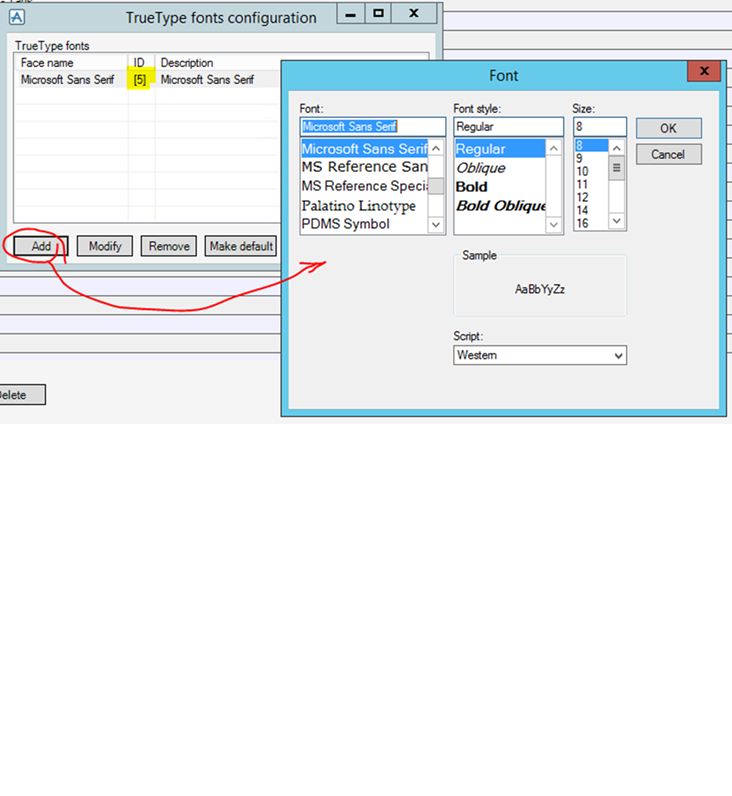 TrueType fonts configuration
TrueType fonts
Face name ID Description
Microsoft Sans Serif [5] Microsoft Sans Serif
Add Modify Remove Make default
Delete
Font
Font: Font style: Size:
Microsoft Sans Serif Regular 8
Microsoft Sans Serif Regular 8
MS Reference San Oblique 9
MS Reference Specia Bold 10
Palatino Linotype Bold Oblique 11
PDMS Symbol 12
14
16
OK
Cancel
Sample
AaBbYyZz
Script:
Western